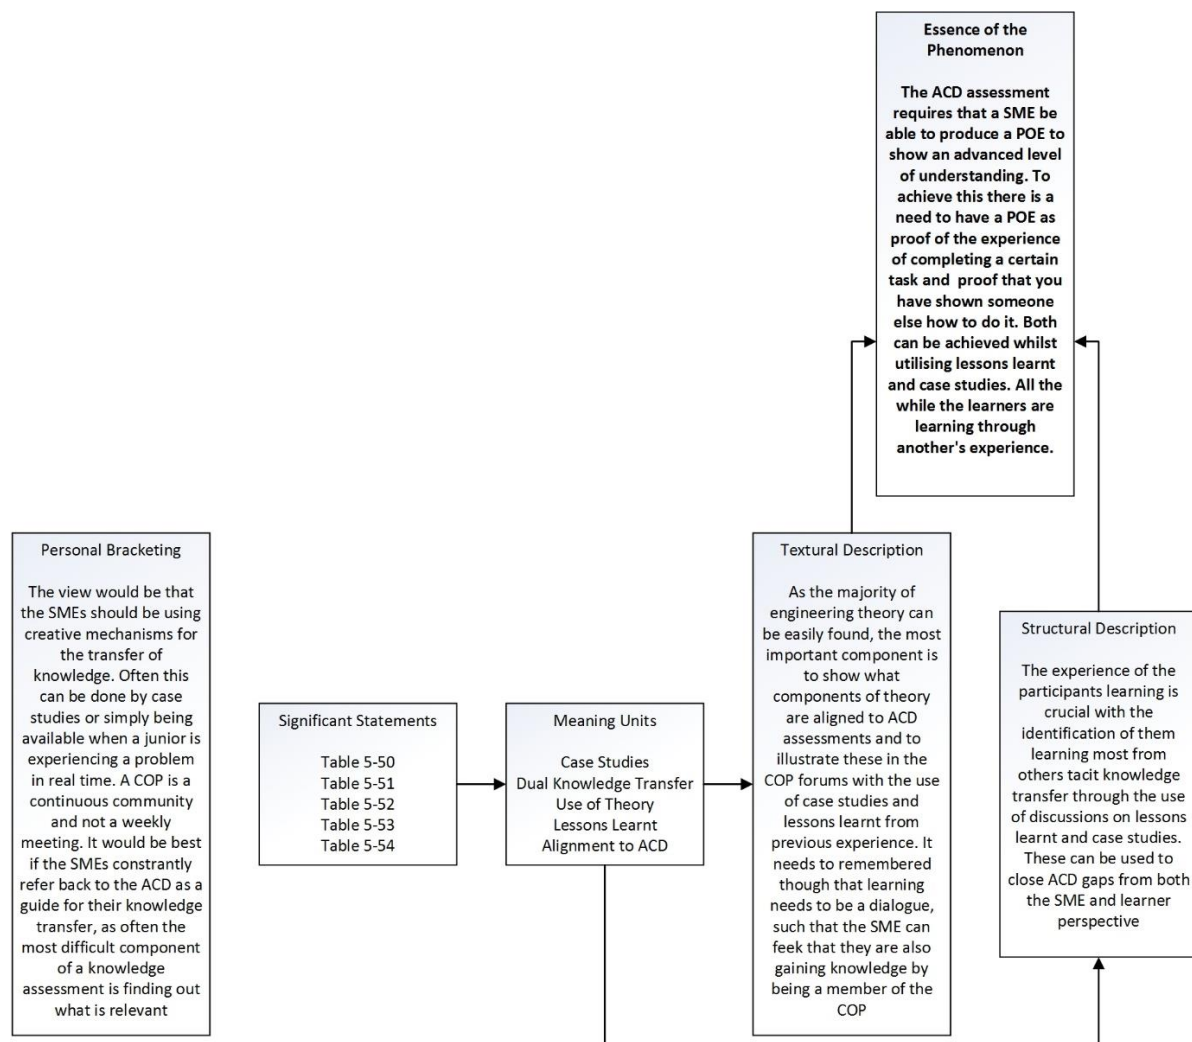 Essence of the
Phenomenon
The ACD assessment
requires that a SME be
able to produce a POE to
show an advanced level
of understanding. To
achieve this there is a
need to have a POE as
proof of the experience
of completing a certain
task and  proof that you
have shown someone
else how to do it. Both
can be achieved whilst
utilising lessons learnt
and case studies. All the
while the learners are
learning through
another's experience.
Personal Bracketing
The view would be that
the SMEs should be using
creative mechanisms for
the transfer of
knowledge. Often this
can be done by case
studies or simply being
available when a junior is
experiencing a problem
in real time. A COP is a
continuous community
and not a weekly
meeting. It would be best
if the SMEs constrantly
refer back to the ACD as a
guide for their knowledge
transfer, as often the
most difficult component
of a knowledge
assessment is finding out
what is relevant
Significant Statements
Table 5-50
Table 5-51
Table 5-52
Table 5-53
Table 5-54
Meaning Units
Case Studies
Dual Knowledge Transfer
Use of Theory
Lessons Learnt
Alignment to ACD
Textural Description
As the majority of
engineering theory can
be easily found, the most
important component is
to show what
components of theory
are aligned to ACD
assessments and to
illustrate these in the
COP forums with the use
of case studies and
lessons learnt from
previous experience. It
needs to remembered
though that learning
needs to be a dialogue,
such that the SME can
feek that they are also
gaining knowledge by
being a member of the
COP
Structural Description
The experience of the
participants learning is
crucial with the
identification of them
learning most from
others tacit knowledge
transfer through the use
of discussions on lessons
learnt and case studies.
These can be used to
close ACD gaps from both
the SME and learner
perspective